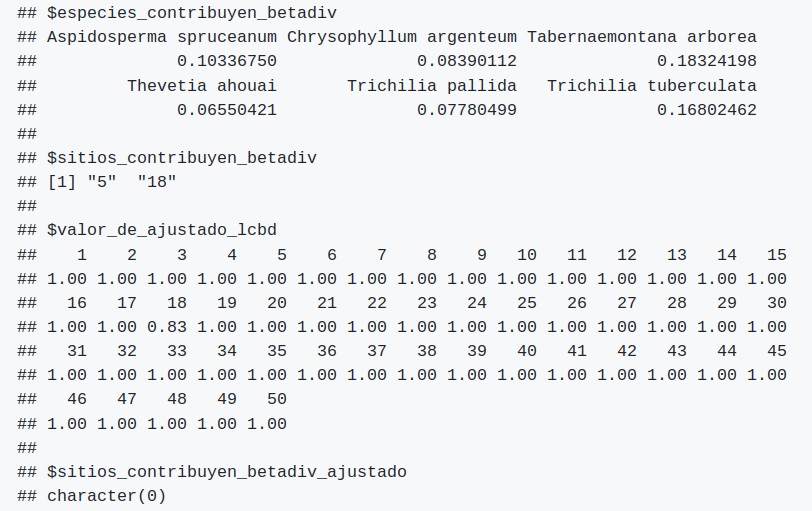 ## $especies_contribuyen_betadiv
## Aspidosperma spruceanum Chrysophyllum argenteum Tabernaemontana arborea
##              0.10336750              0.08390112              0.18324198
##         Thevetia ahouai       Trichilia pallida   Trichilia tuberculata
##              0.06550421              0.07780499              0.16802462
##
## $sitios_contribuyen_betadiv
## [1] "5"  "18"
##
## $valor_de_ajustado_lcbd
##    1    2    3    4    5    6    7    8    9   10   11   12   13   14   15
## 1.00 1.00 1.00 1.00 1.00 1.00 1.00 1.00 1.00 1.00 1.00 1.00 1.00 1.00 1.00
##   16   17   18   19   20   21   22   23   24   25   26   27   28   29   30
## 1.00 1.00 0.83 1.00 1.00 1.00 1.00 1.00 1.00 1.00 1.00 1.00 1.00 1.00 1.00
##   31   32   33   34   35   36   37   38   39   40   41   42   43   44   45
## 1.00 1.00 1.00 1.00 1.00 1.00 1.00 1.00 1.00 1.00 1.00 1.00 1.00 1.00 1.00
##   46   47   48   49   50
## 1.00 1.00 1.00 1.00 1.00
##
## $sitios_contribuyen_betadiv_ajustado
## character(0)